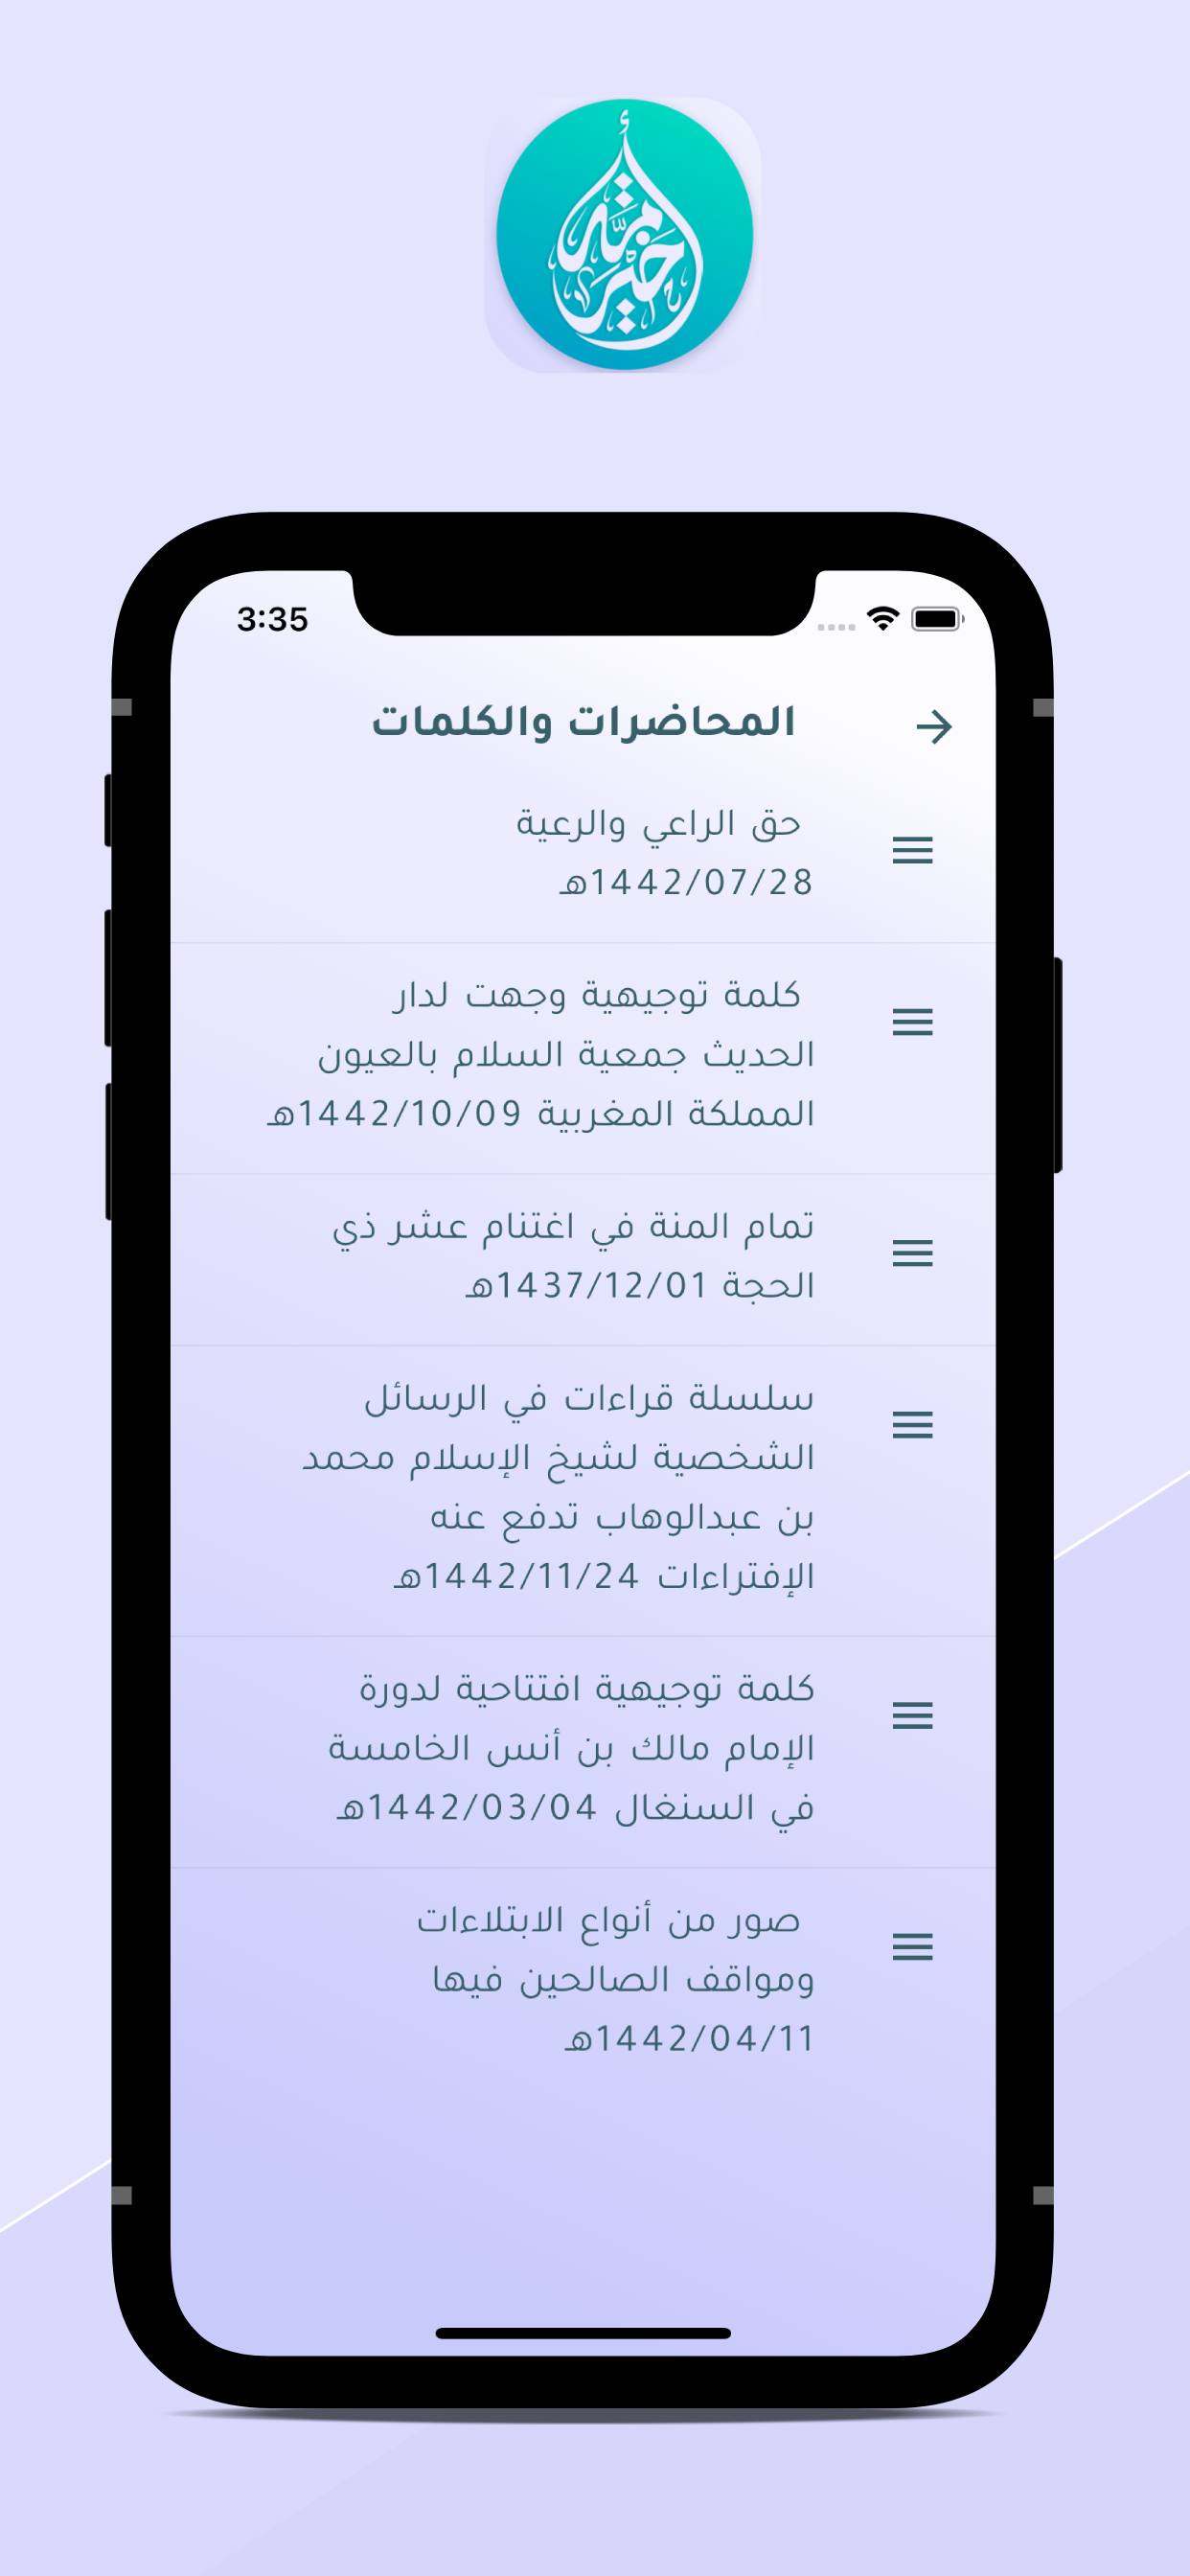 خير أمة
3:35
المحاضرات والكلمات
حق الراعي والرعية
1442/07/28هـ
كلمة توجيهية وجهت لدار
الحديث جمعية السلام بالعيون
المملكة المغربية 1442/10/09هـ
تمام المنة في اغتنام عشر ذي
الحجة 1437/12/01هـ
سلسلة قراءات في الرسائل
الشخصية لشيخ الإسلام محمد
بن عبدالوهاب تدفع عنه
الإفتراءات 1442/11/24هـ
كلمة توجيهية افتتاحية لدورة
الإمام مالك بن أنس الخامسة
في السنغال 1442/03/04هـ
صور من أنواع الابتلاءات
ومواقف الصالحين فيها
1442/04/11هـ